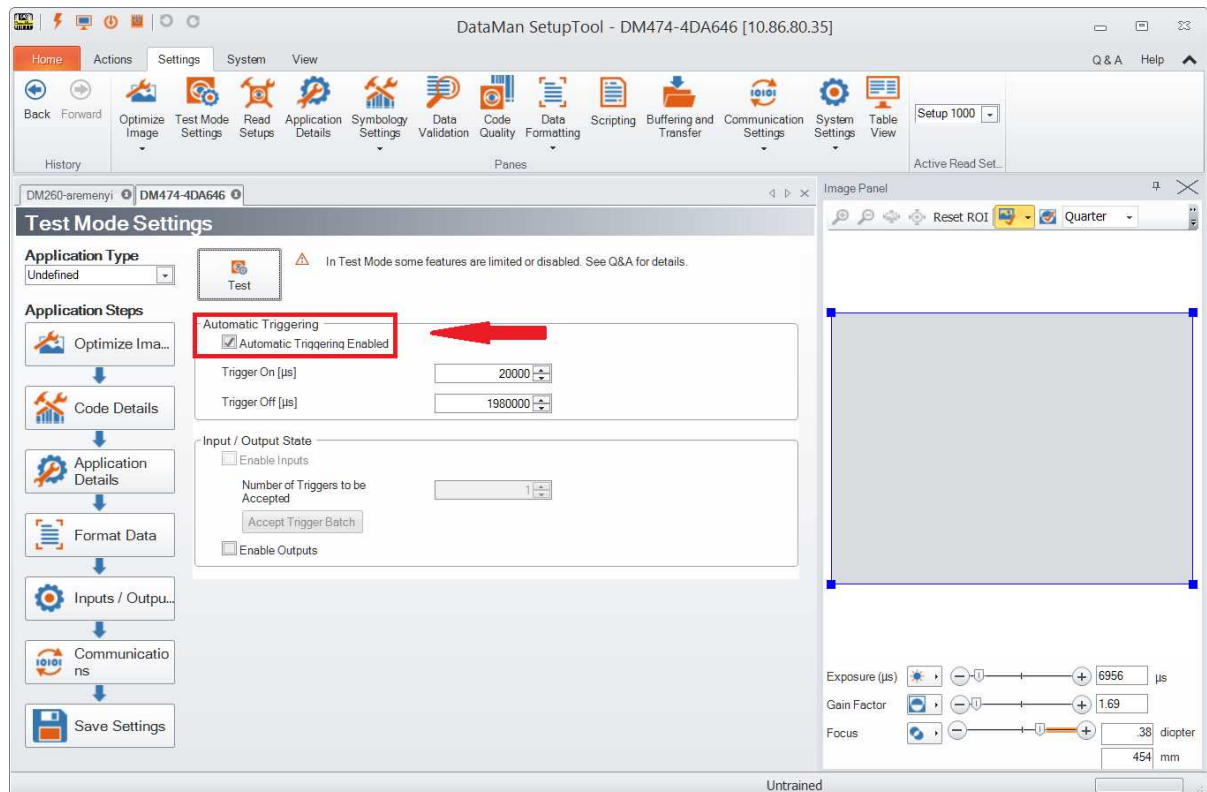 DataMan SetupTool - DM474-4DA646 [10.86.80.35]
Home Actions Settings System View Q & A Help
Back Forward
Optimize Image
Test Mode Settings
Read Setups
Application Details
Symbology Settings
Data Validation
Code Quality
Data Formatting
Scripting
Buffering and Transfer
Communication Settings
System Settings
Table View
Setup 1000
History
Panes
Active Read Set..
DM260-aremenyi DM474-4DA646
Image Panel
Test Mode Settings
Reset ROI Quarter
Application Type
Undefined
Test
In Test Mode some features are limited or disabled. See Q&A for details.
Application Steps
Optimize Ima...
Code Details
Application
Details
Format Data
Inputs / Outpu...
Communicatio
ns
Save Settings
Automatic Triggering
Automatic Triggering Enabled
Trigger On [µs] 20000
Trigger Off [µs] 1980000
Input / Output State
Enable Inputs
Number of Triggers to be
Accepted
1
Accept Trigger Batch
Enable Outputs
Exposure (µs) 6956 µs
Gain Factor 1.69
Focus .38 diopter
454 mm
Untrained